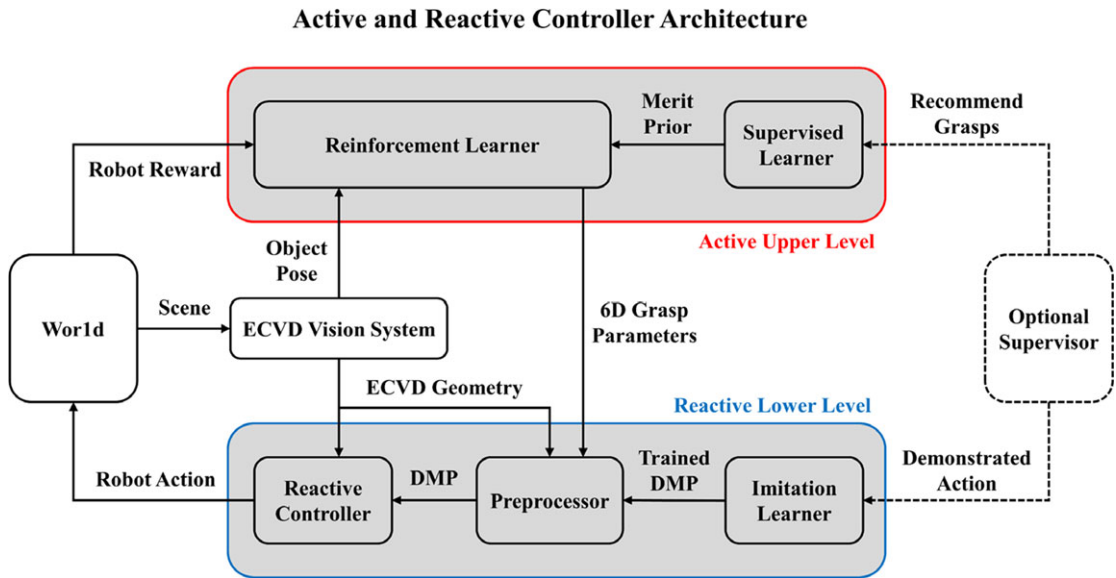 Active and Reactive Controller Architecture
Merit
Prior
Recommend
Grasps
Reinforcement Learner
Supervised
Learner
Robot Reward
Active Upper Level
Object
Pose
Scene
6D Grasp
Parameters
Wor1d
ECVD Vision System
Optional
Supervisor
ECVD Geometry
Reactive Lower Level
Robot Action
Reactive
Controller
DMP
Preprocessor
Trained
DMP
Imitation
Learner
Demonstrated
Action